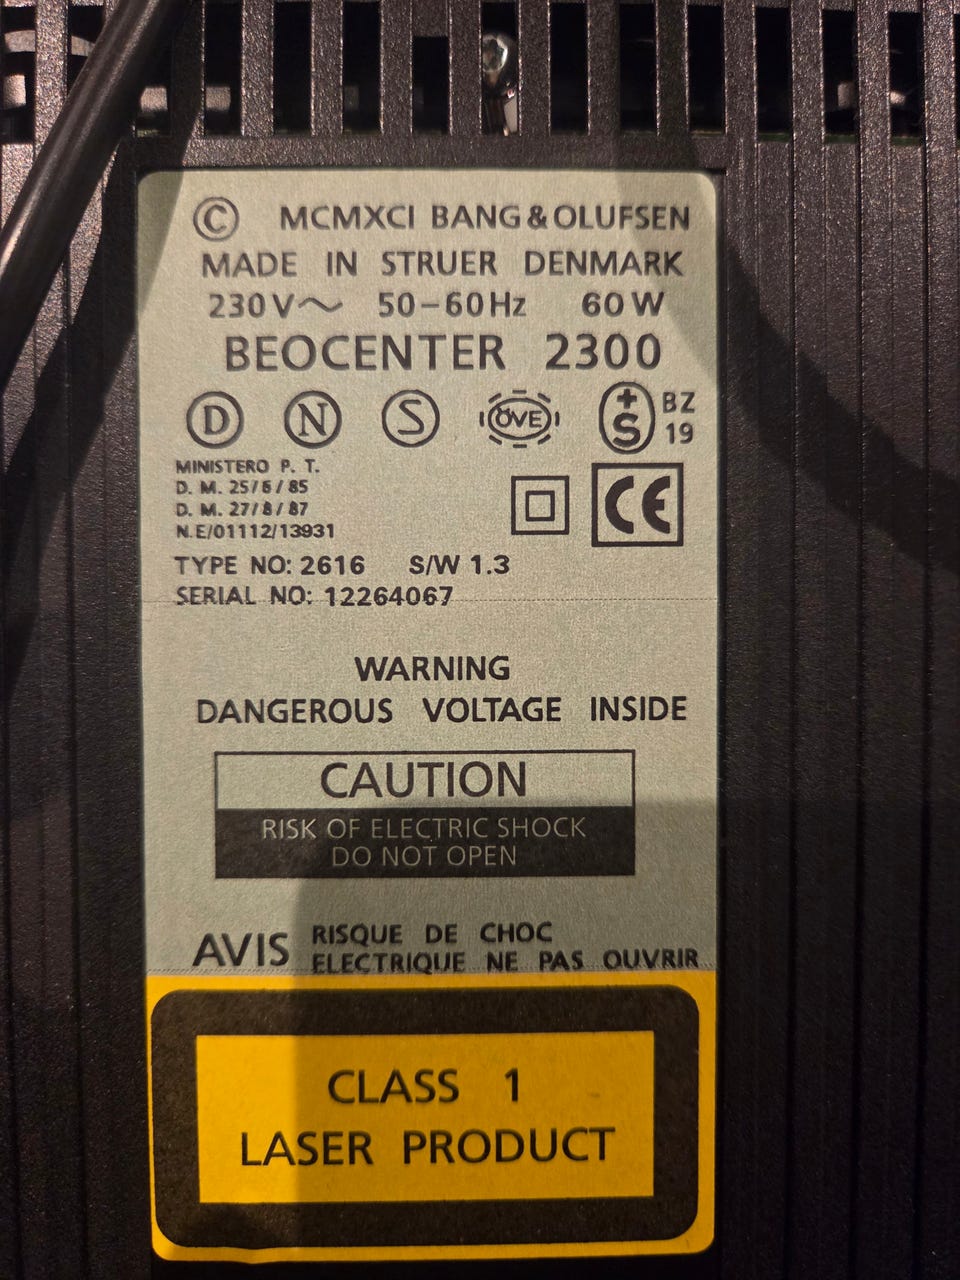 © MCMXCI BANG & OLUFSEN
MADE IN STRUER DENMARK
230V~ 50-60Hz 60W
BEOCENTER 2300
D N S ÖVE +S BZ 19
MINISTERO P. T.
D. M. 25/6/85
D. M. 27/8/87
N.E/01112/13931
CE
TYPE NO: 2616 S/W 1.3
SERIAL NO: 12264067
WARNING
DANGEROUS VOLTAGE INSIDE
CAUTION
RISK OF ELECTRIC SHOCK
DO NOT OPEN
AVIS RISQUE DE CHOC
ELECTRIQUE NE PAS OUVRIR
CLASS 1
LASER PRODUCT